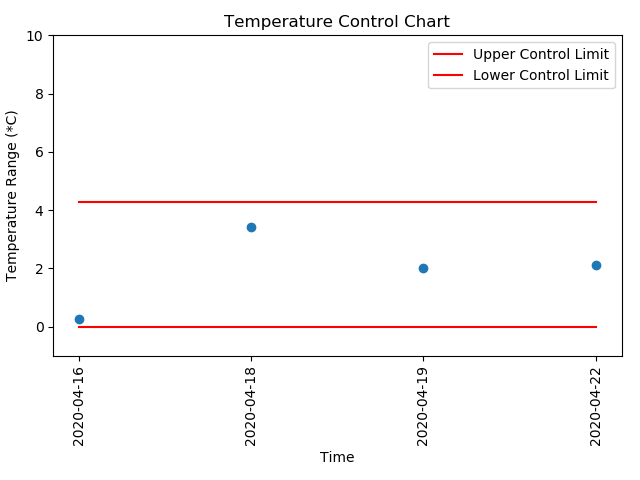 Temperature Control Chart
Upper Control Limit
Lower Control Limit
10
8
6
4
2
0
Temperature Range (*C)
2020-04-16
2020-04-18
2020-04-19
2020-04-22
Time